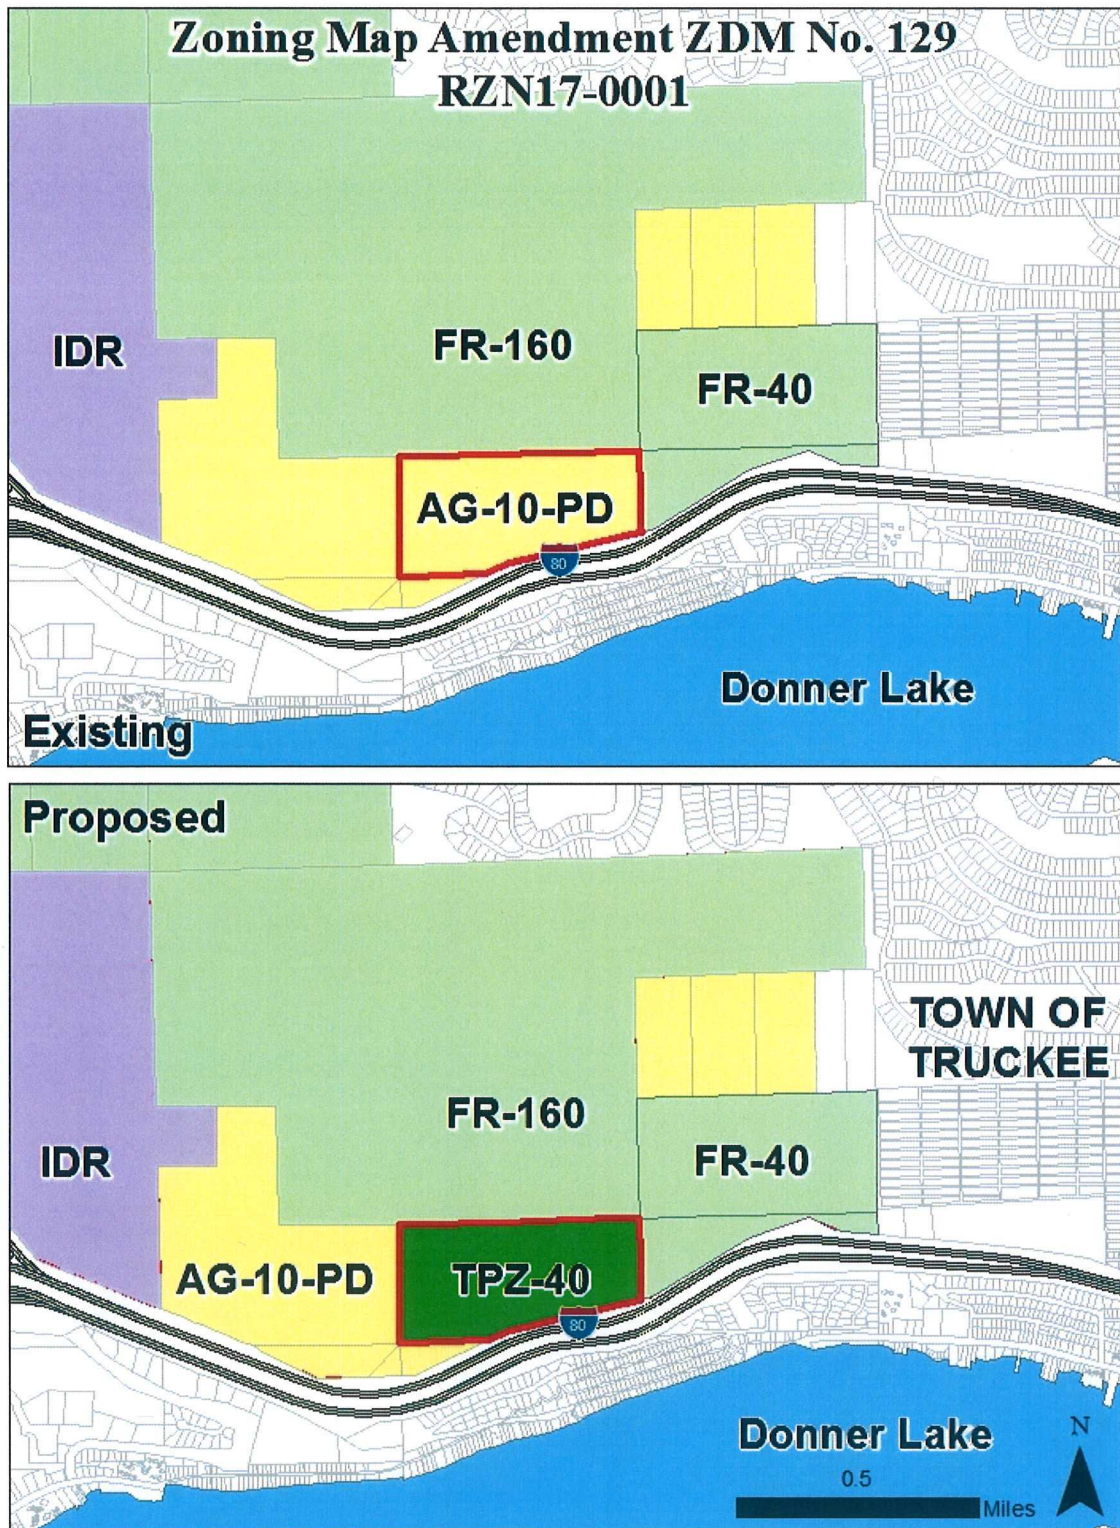 Zoning Map Amendment ZDM No. 129
RZN17-0001
IDR
FR-160
FR-40
AG-10-PD
80
Donner Lake
Existing
Proposed
TOWN OF
TRUCKEE
FR-160
IDR
FR-40
AG-10-PD
TPZ-40
80
Donner Lake
N
0.5
Miles